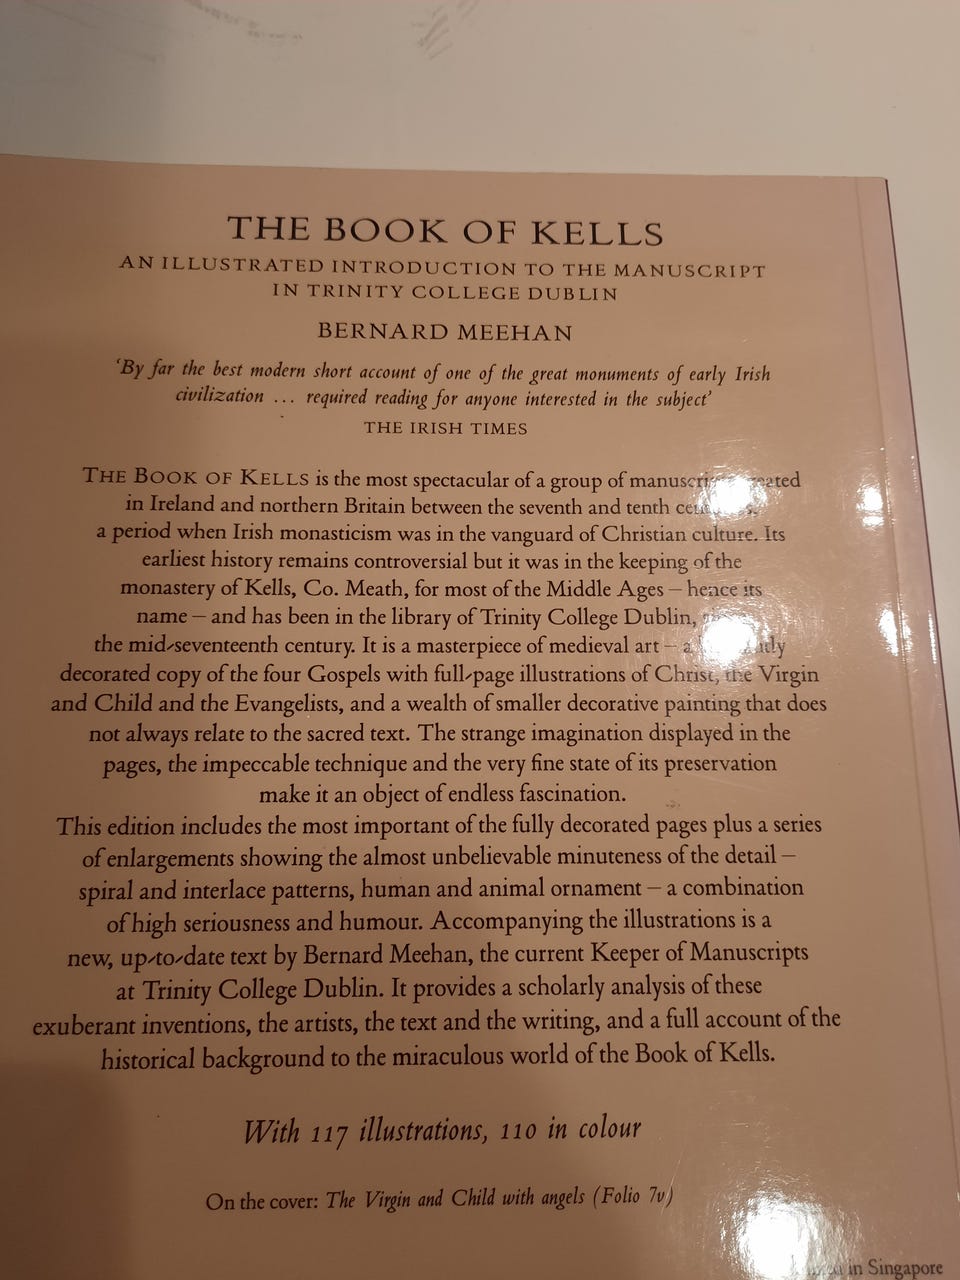 THE BOOK OF KELLS
AN ILLUSTRATED INTRODUCTION TO THE MANUSCRIPT
IN TRINITY COLLEGE DUBLIN
BERNARD MEEHAN
‘By far the best modern short account of one of the great monuments of early Irish
civilization ... required reading for anyone interested in the subject’
THE IRISH TIMES
THE BOOK OF KELLS is the most spectacular of a group of manuscripts created
in Ireland and northern Britain between the seventh and tenth
a period when Irish monasticism was in the vanguard of Christian culture. Its
earliest history remains controversial but it was in the keeping of the
monastery of Kells, Co. Meath, for most of the Middle Ages – hence its
name – and has been in the library of Trinity College Dublin,
the mid-seventeenth century. It is a masterpiece of medieval art – a
decorated copy of the four Gospels with full-page illustrations of Christ, the Virgin
and Child and the Evangelists, and a wealth of smaller decorative painting that does
not always relate to the sacred text. The strange imagination displayed in the
pages, the impeccable technique and the very fine state of its preservation
make it an object of endless fascination.
This edition includes the most important of the fully decorated pages plus a series
of enlargements showing the almost unbelievable minuteness of the detail –
spiral and interlace patterns, human and animal ornament – a combination
of high seriousness and humour. Accompanying the illustrations is a
new, up-to-date text by Bernard Meehan, the current Keeper of Manuscripts
at Trinity College Dublin. It provides a scholarly analysis of these
exuberant inventions, the artists, the text and the writing, and a full account of the
historical background to the miraculous world of the Book of Kells.
With 117 illustrations, 110 in colour
On the cover: The Virgin and Child with angels (Folio 7v)
in Singapore